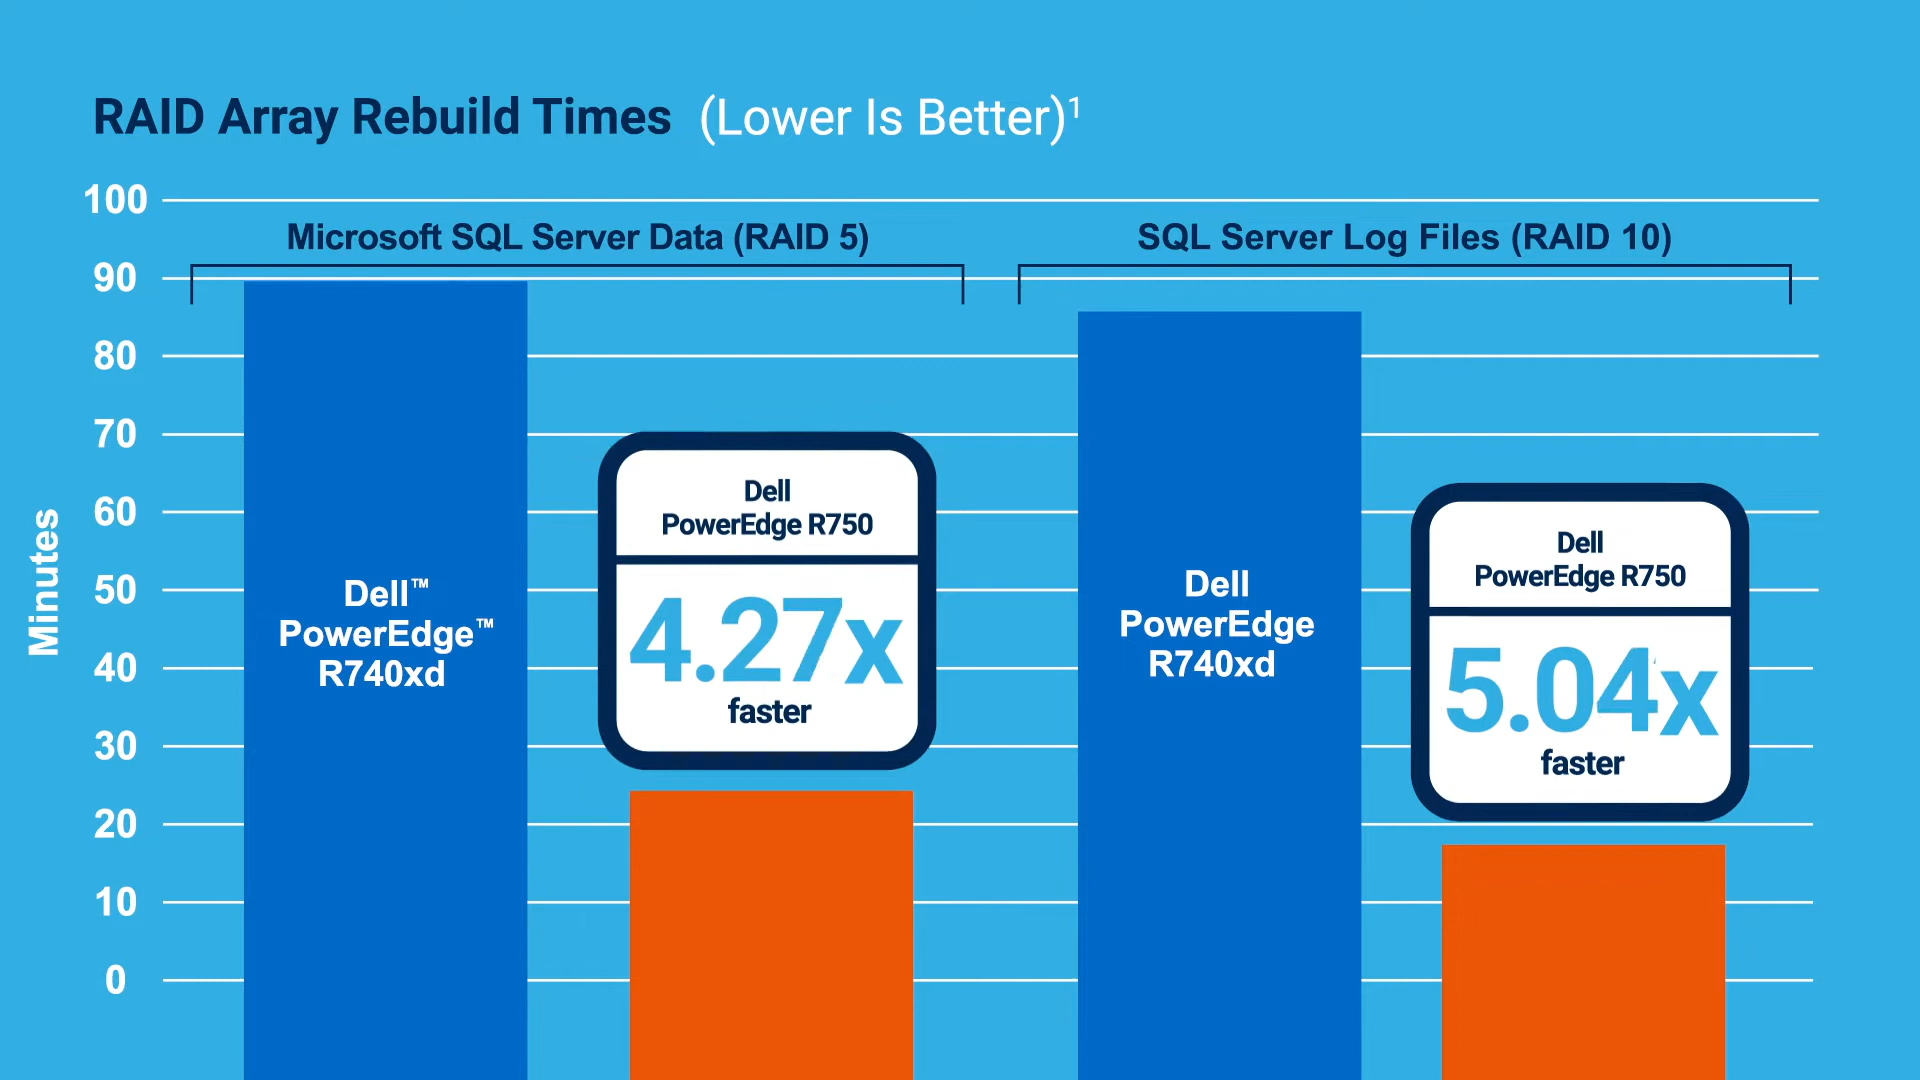 RAID Array Rebuild Times (Lower Is Better)¹
100
Microsoft SQL Server Data (RAID 5)
SQL Server Log Files (RAID 10)
90
80
70
60
50
40
30
20
10
0
Minutes
Dell™
PowerEdge™
R740xd
Dell
PowerEdge R750
4.27x
faster
Dell
PowerEdge
R740xd
Dell
PowerEdge R750
5.04x
faster